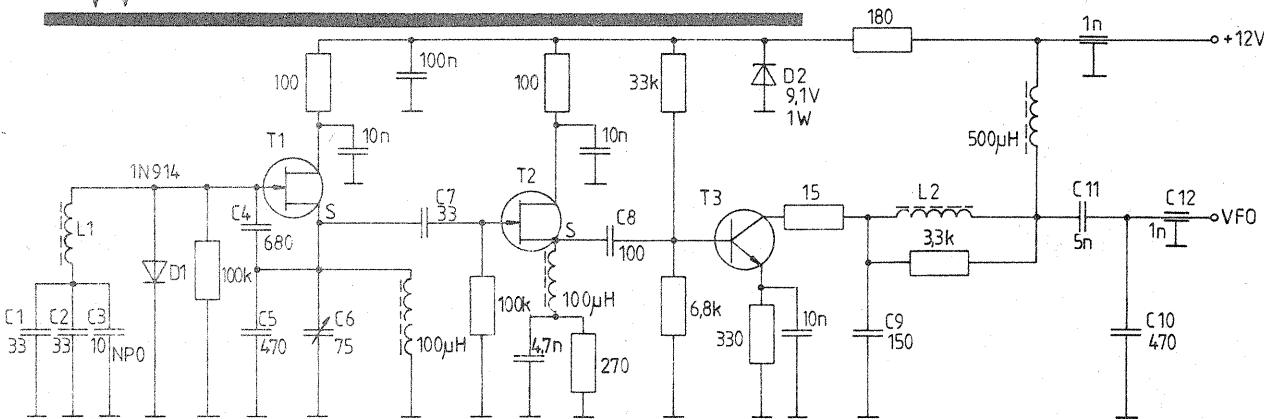 180
1n
+12V
100
100n
100
33k
D2
9,1V
1W
10n
10n
500µH
T1
1N914
T2
C7
33
S
T3
15
L2
C11
5n
C12
1n
VFO
L1
C4
680
S
C8
100
3,3k
D1
100k
100µH
C1
33
C2
33
C3
10
NPO
C5
470
C6
75
100µH
100k
4,7n
270
6,8k
330
10n
C9
150
C10
470